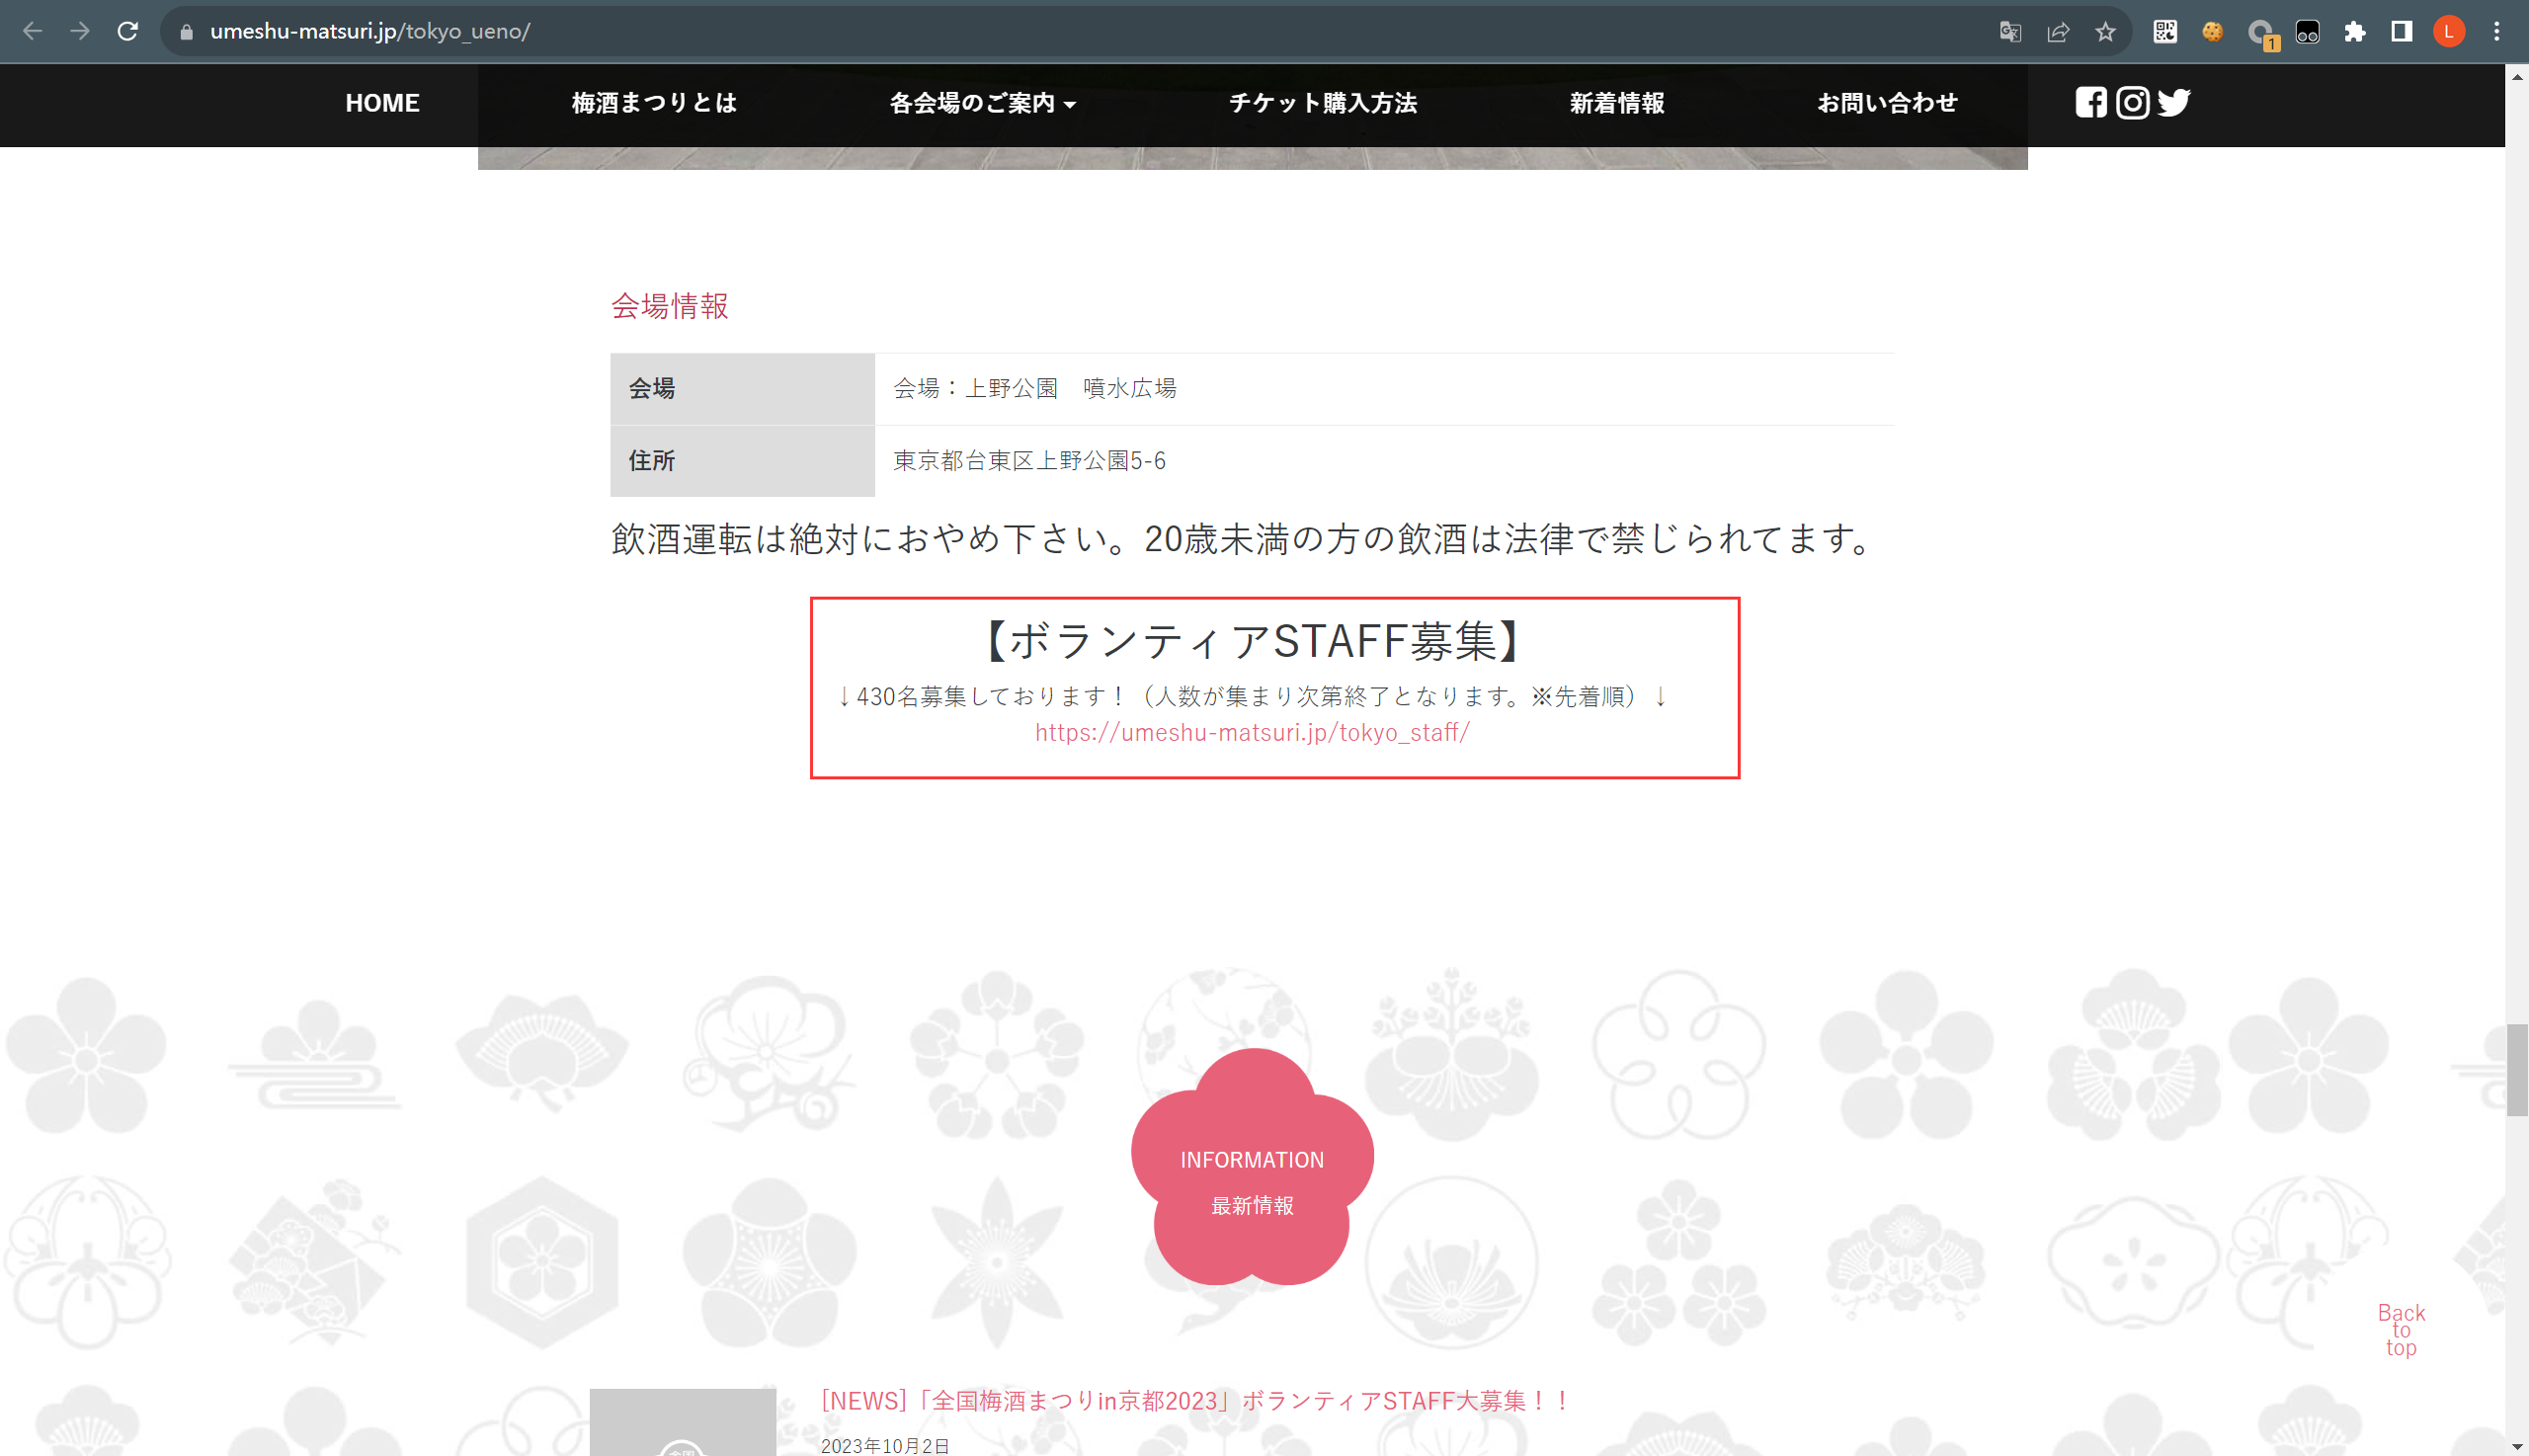 umeshu-matsuri.jp/tokyo_ueno/
1
L
HOME
梅酒まつりとは
各会場のご案内
チケット購入方法
新着情報
お問い合わせ
会場情報
会場 会場：上野公園　噴水広場
住所 東京都台東区上野公園5-6
飲酒運転は絶対におやめ下さい。20歳未満の方の飲酒は法律で禁じられてます。
【ボランティアSTAFF募集】
↓430名募集しております！（人数が集まり次第終了となります。※先着順）↓
https://umeshu-matsuri.jp/tokyo_staff/
INFORMATION
最新情報
Back
to
top
[NEWS]「全国梅酒まつりin京都2023」ボランティアSTAFF大募集！！
2023年10月2日